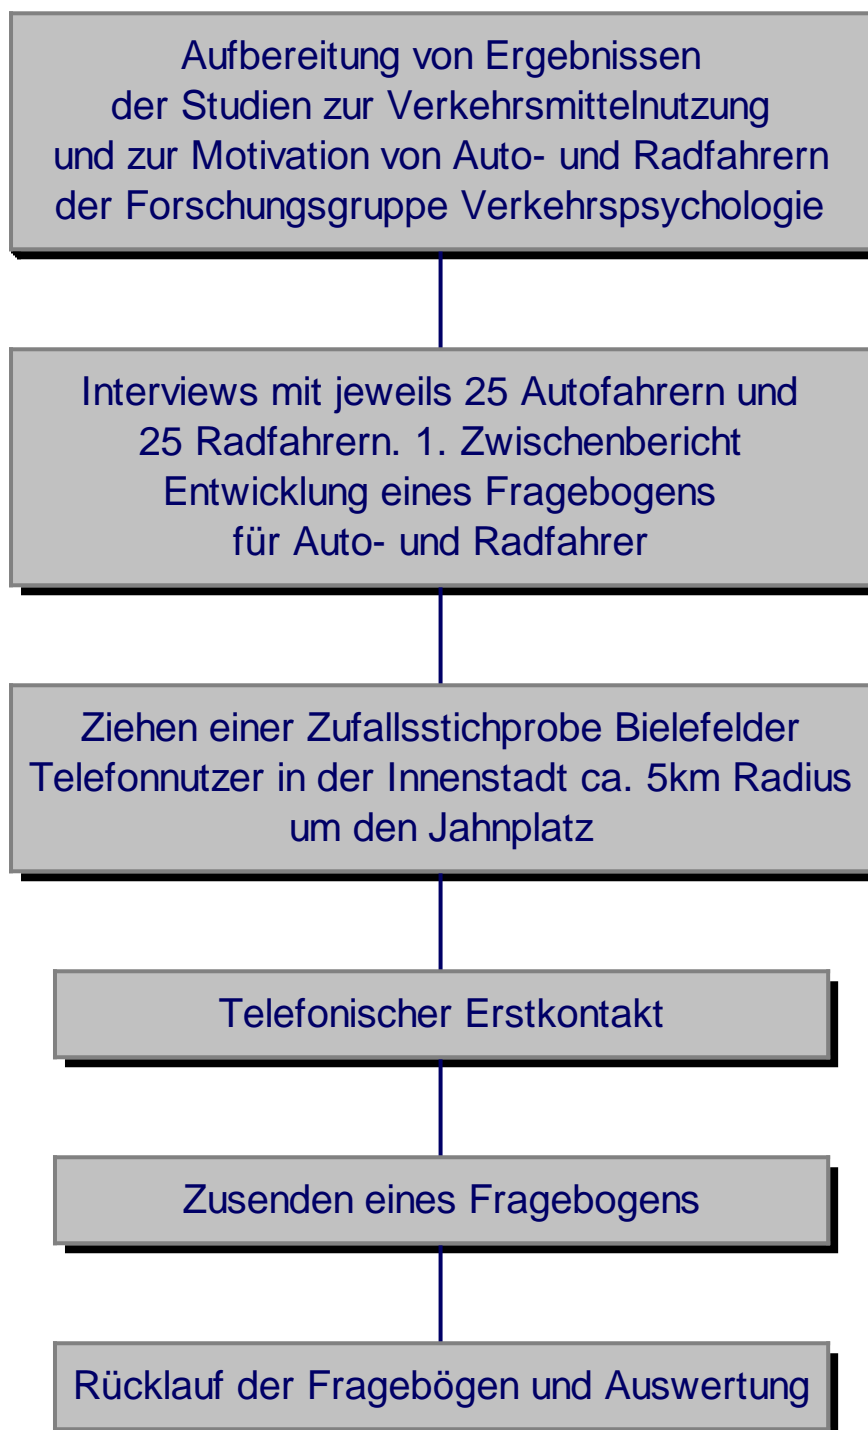 Aufbereitung von Ergebnissen
der Studien zur Verkehrsmittelnutzung
und zur Motivation von Auto- und Radfahrern
der Forschungsgruppe Verkehrspsychologie
Interviews mit jeweils 25 Autofahrern und
25 Radfahrern. 1. Zwischenbericht
Entwicklung eines Fragebogens
für Auto- und Radfahrer
Ziehen einer Zufallsstichprobe Bielefelder
Telefonnutzer in der Innenstadt ca. 5km Radius
um den Jahnplatz
Telefonischer Erstkontakt
Zusenden eines Fragebogens
Rücklauf der Fragebögen und Auswertung